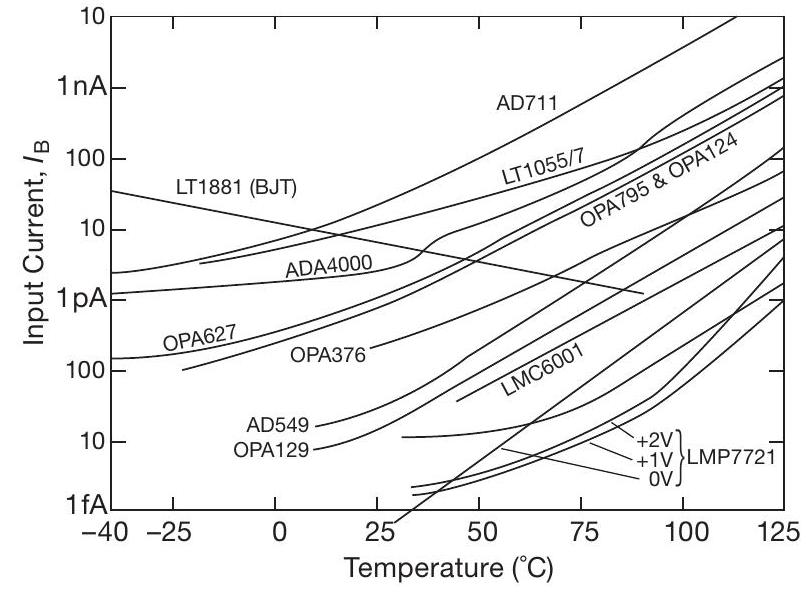 10
1nA
100
10
1pA
100
10
1fA
Input Current, IB
AD711
LT1881 (BJT)
LT1055/7
OPA795 & OPA124
ADA4000
OPA627
OPA376
LMC6001
AD549
OPA129
+2V
+1V
0V
LMP7721
−40 −25 0 25 50 75 100 125
Temperature (°C)